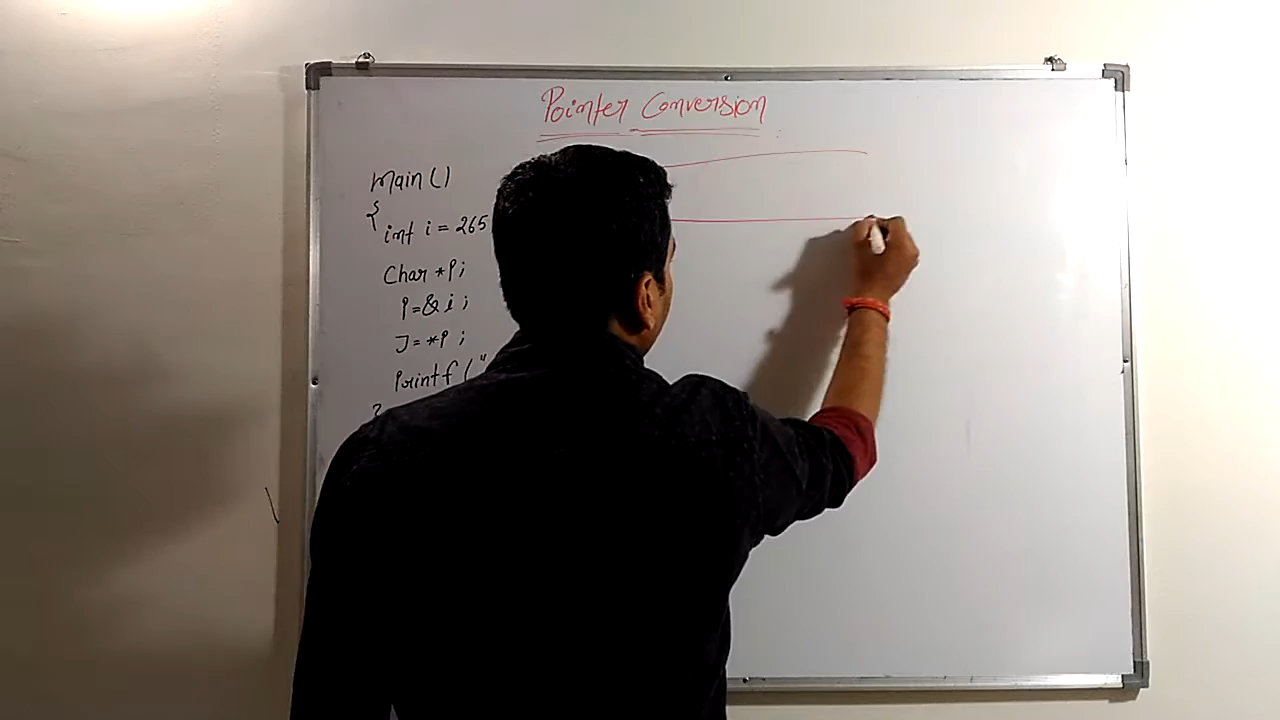 Pointer Conversion
main ()
{
int i = 265
Char *P;
P=&i;
J= *P;
Printf ("
}